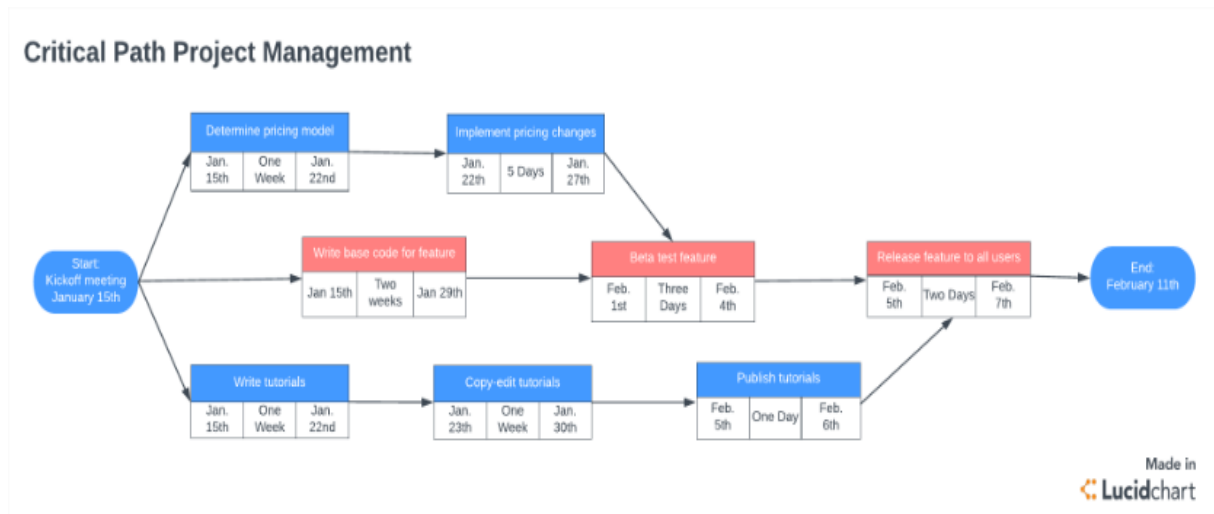 Critical Path Project Management
Determine pricing model
Jan.
15th
One
Week
Jan.
22nd
Implement pricing changes
Jan.
22th
5 Days
Jan.
27th
Start:
Kickoff meeting
January 15th
Write base code for feature
Jan 15th
Two
weeks
Jan 29th
Beta test feature
Feb.
1st
Three
Days
Feb.
4th
Release feature to all users
Feb.
5th
Two Days
Feb.
7th
End:
February 11th
Write tutorials
Jan.
15th
One
Week
Jan.
22nd
Copy-edit tutorials
Jan.
23th
One
Week
Jan.
30th
Publish tutorials
Feb.
5th
One Day
Feb.
6th
Made in
Lucidchart